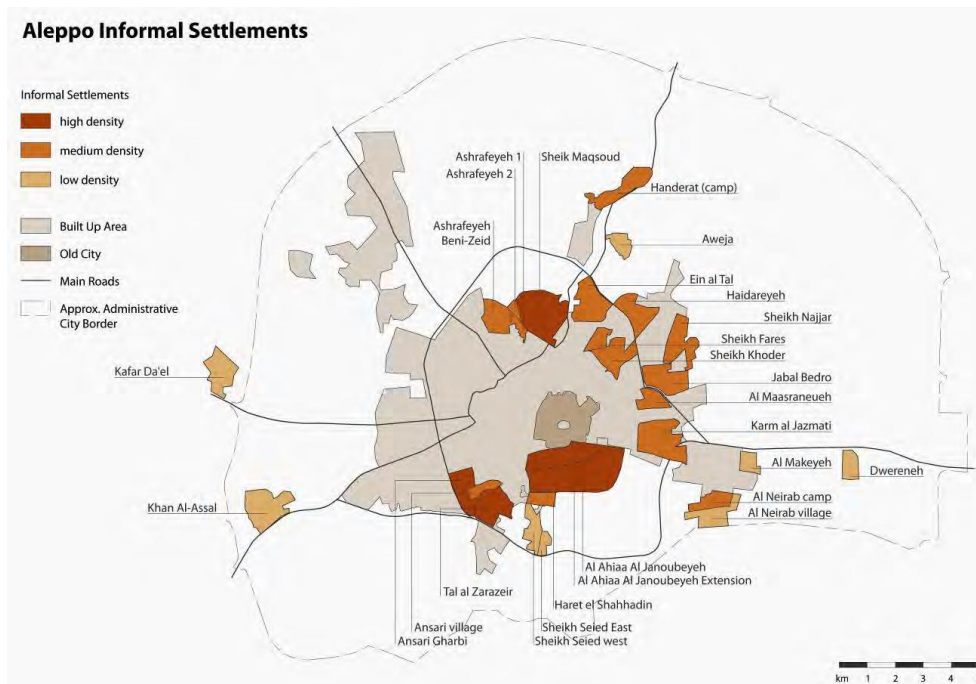 Aleppo Informal Settlements
Informal Settlements
high density
medium density
low density
Built Up Area
Old City
Main Roads
Approx. Administrative
City Border
Ashrafeyeh 1
Sheik Maqsoud
Ashrafeyeh 2
Handerat (camp)
Ashrafeyeh
Beni-Zeid
Aweja
Ein al Tal
Haidareyeh
Sheikh Najjar
Sheikh Fares
Sheikh Khoder
Kafar Da'el
Jabal Bedro
Al Maasraneueh
Karm al Jazmati
Al Makeyeh
Dwereneh
Al Neirab camp
Khan Al-Assal
Al Neirab village
Al Ahiaa Al Janoubeyeh
Al Ahiaa Al Janoubeyeh Extension
Tal al Zarazeir
Haret el Shahhadin
Ansari village
Sheikh Seied East
Ansari Gharbi
Sheikh Seied west
km 1 2 3 4